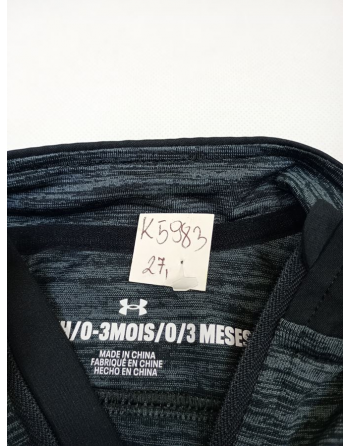 K5983
27,
H/0-3MOIS/0/3 MESES
MADE IN CHINA
FABRIQUÉ EN CHINE
HECHO EN CHINA